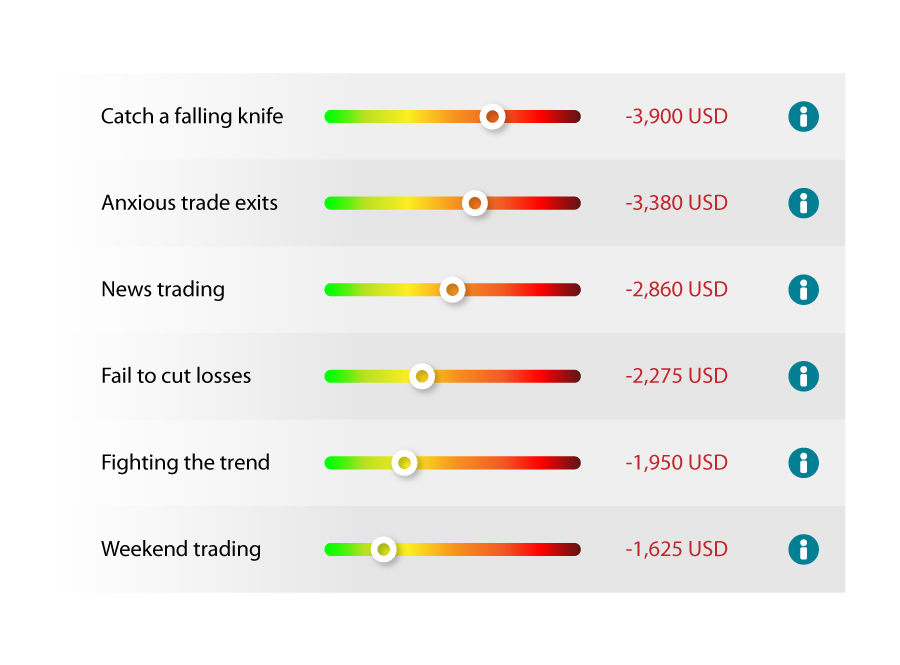 Catch a falling knife -3,900 USD
Anxious trade exits -3,380 USD
News trading -2,860 USD
Fail to cut losses -2,275 USD
Fighting the trend -1,950 USD
Weekend trading -1,625 USD